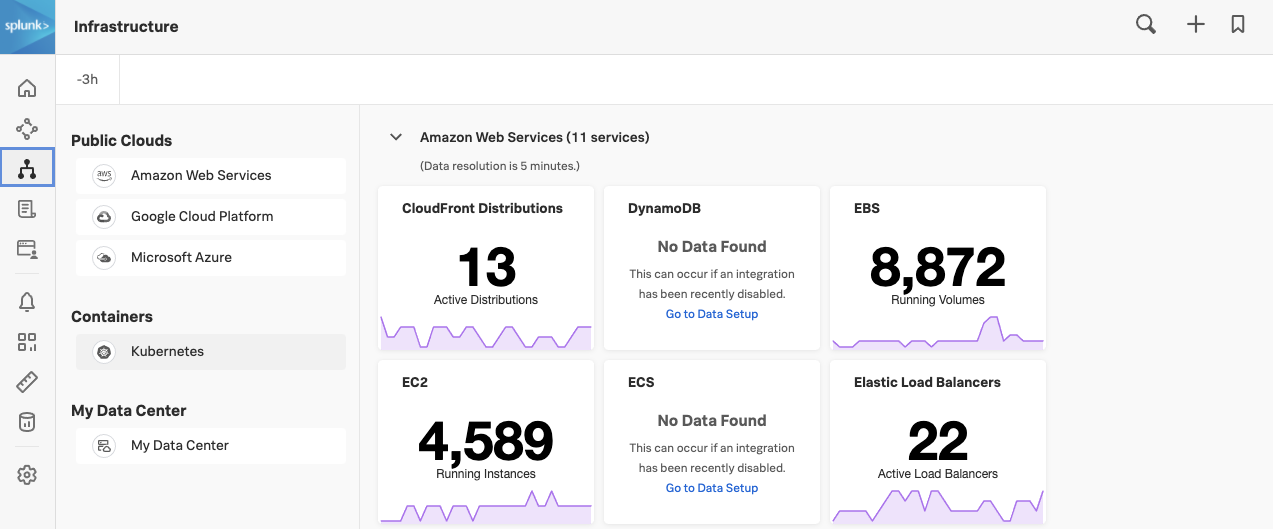 splunk>
Infrastructure
-3h
Public Clouds
aws
Amazon Web Services
Google Cloud Platform
Microsoft Azure
Containers
Kubernetes
My Data Center
My Data Center
Amazon Web Services (11 services)
(Data resolution is 5 minutes.)
CloudFront Distributions
13
Active Distributions
DynamoDB
No Data Found
This can occur if an integration
has been recently disabled.
Go to Data Setup
EBS
8,872
Running Volumes
EC2
4,589
Running Instances
ECS
No Data Found
This can occur if an integration
has been recently disabled.
Go to Data Setup
Elastic Load Balancers
22
Active Load Balancers